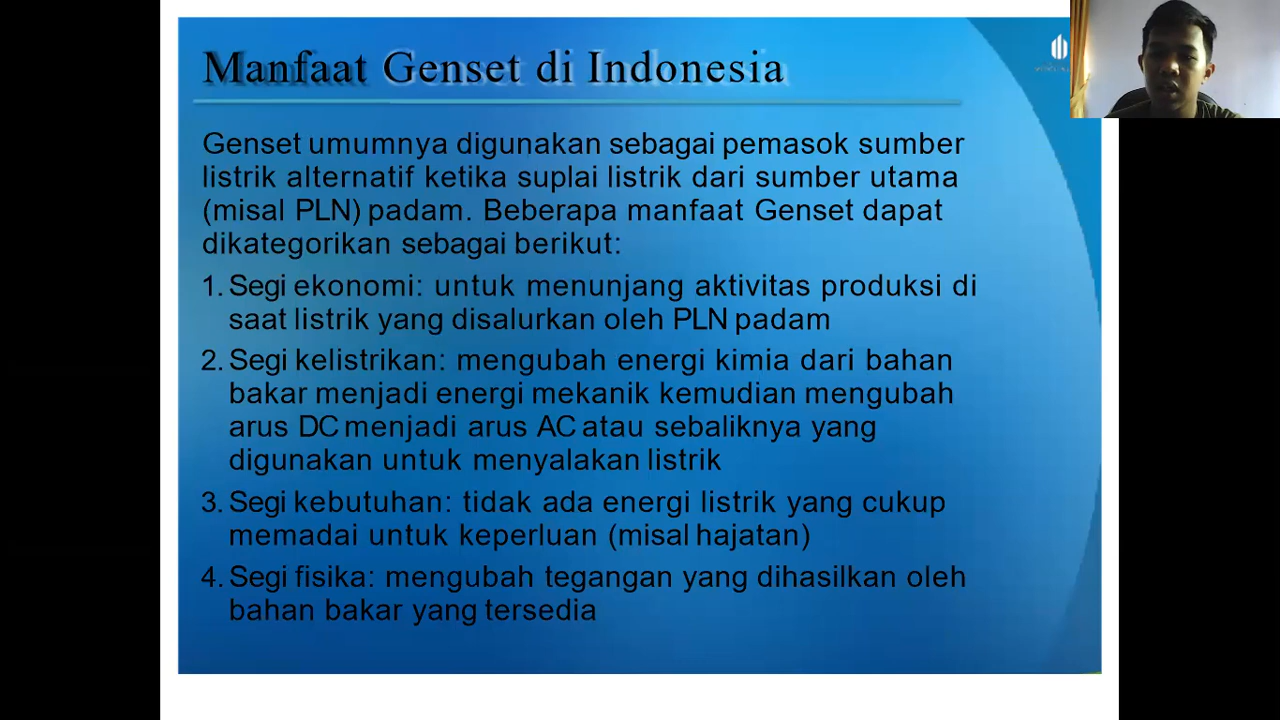 Manfaat Genset di Indonesia
Genset umumnya digunakan sebagai pemasok sumber
listrik alternatif ketika suplai listrik dari sumber utama
(misal PLN) padam. Beberapa manfaat Genset dapat
dikategorikan sebagai berikut:
1. Segi ekonomi: untuk menunjang aktivitas produksi di
saat listrik yang disalurkan oleh PLN padam
2. Segi kelistrikan: mengubah energi kimia dari bahan
bakar menjadi energi mekanik kemudian mengubah
arus DC menjadi arus AC atau sebaliknya yang
digunakan untuk menyalakan listrik
3. Segi kebutuhan: tidak ada energi listrik yang cukup
memadai untuk keperluan (misal hajatan)
4. Segi fisika: mengubah tegangan yang dihasilkan oleh
bahan bakar yang tersedia